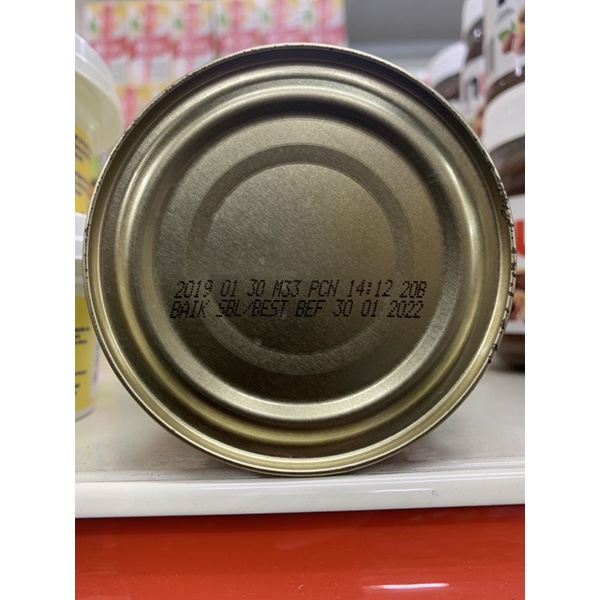 2019 01 30 M33 PCN 14:12 20B
BAIK SBL/BEST BEF 30 01 2022